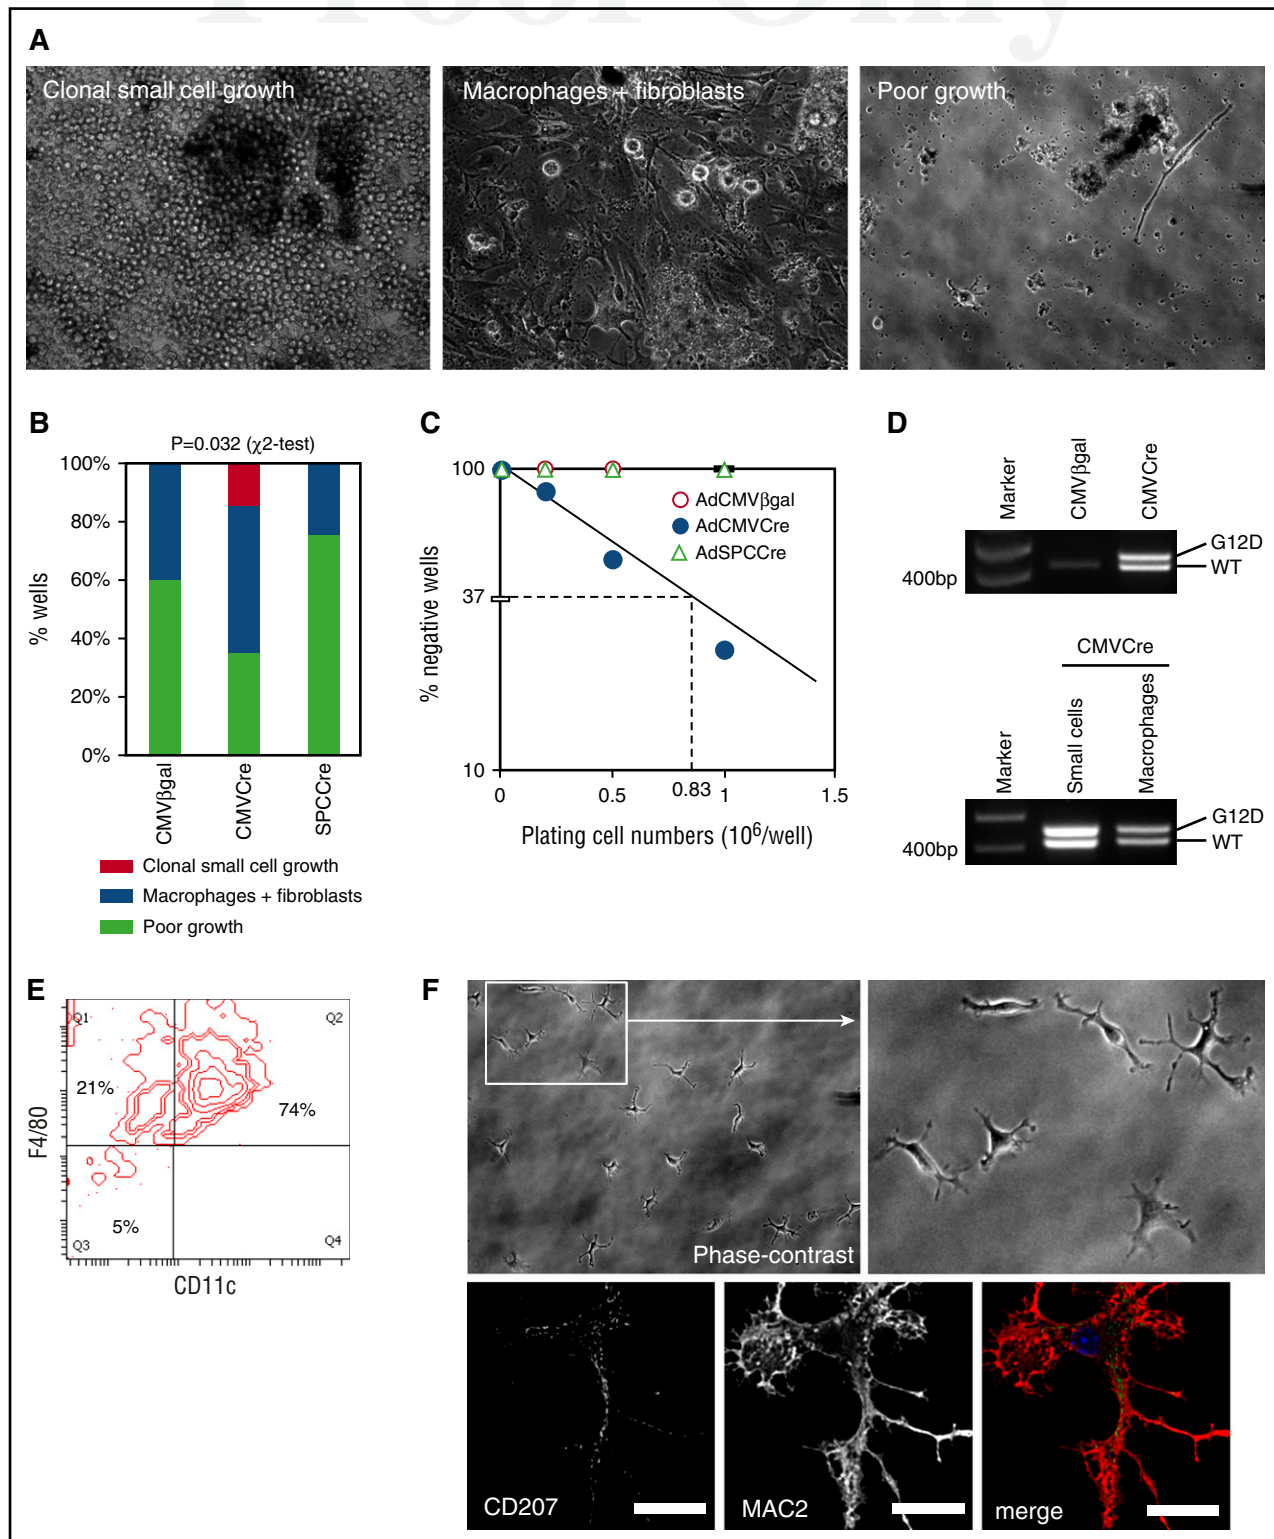 Proof Only
A
Clonal small cell growth
Macrophages + fibroblasts
Poor growth
B
P=0.032 (χ2-test)
% wells
100%
80%
60%
40%
20%
0%
CMVβgal
CMVCre
SPCCre
Clonal small cell growth
Macrophages + fibroblasts
Poor growth
C
% negative wells
100
37
10
AdCMVβgal
AdCMVCre
AdSPCCre
0
0.5
0.83
1
1.5
Plating cell numbers (10⁶/well)
D
Marker
CMVβgal
CMVCre
400bp
G12D
WT
CMVCre
Marker
Small cells
Macrophages
400bp
G12D
WT
E
Q1
Q2
21%
74%
5%
Q3
Q4
F4/80
CD11c
F
Phase-contrast
CD207
MAC2
merge